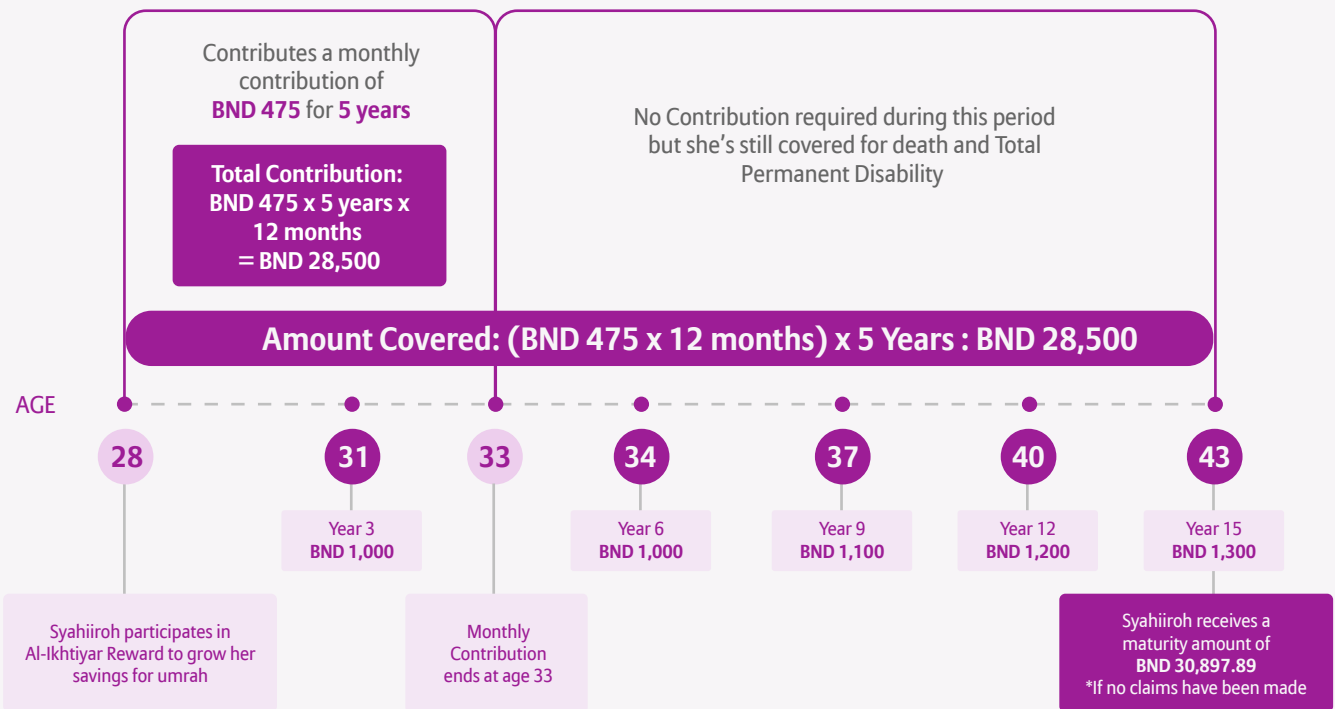 Contributes a monthly
contribution of
BND 475 for 5 years
Total Contribution:
BND 475 x 5 years x
12 months
= BND 28,500
No Contribution required during this period
but she's still covered for death and Total
Permanent Disability
Amount Covered: (BND 475 x 12 months) x 5 Years : BND 28,500
AGE
28
31
33
34
37
40
43
Year 3
BND 1,000
Year 6
BND 1,000
Year 9
BND 1,100
Year 12
BND 1,200
Year 15
BND 1,300
Syahiiroh participates in
Al-Ikhtiyar Reward to grow her
savings for umrah
Monthly
Contribution
ends at age 33
Syahiiroh receives a
maturity amount of
BND 30,897.89
*If no claims have been made